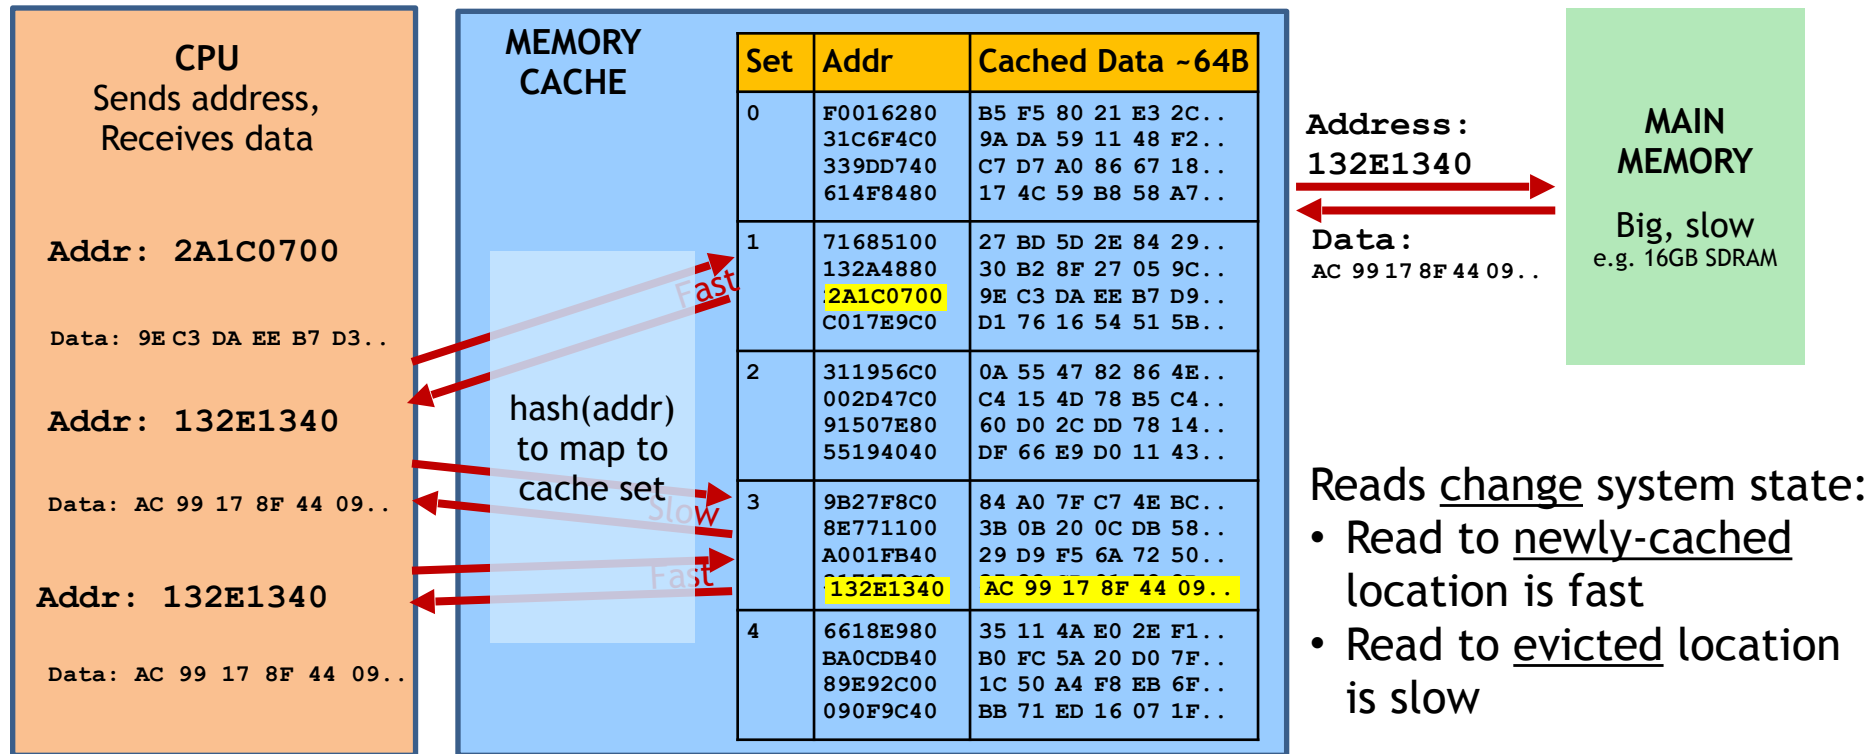 CPU
Sends address,
Receives data
Addr: 2A1C0700
Data: 9E C3 DA EE B7 D3..
Addr: 132E1340
Data: AC 99 17 8F 44 09..
Addr: 132E1340
Data: AC 99 17 8F 44 09..
MEMORY
CACHE
hash(addr)
to map to
cache set
Fast
Slow
Fast
Set Addr Cached Data ~64B
0 F0016280 B5 F5 80 21 E3 2C..
31C6F4C0 9A DA 59 11 48 F2..
339DD740 C7 D7 A0 86 67 18..
614F8480 17 4C 59 B8 58 A7..
1 71685100 27 BD 5D 2E 84 29..
132A4880 30 B2 8F 27 05 9C..
2A1C0700 9E C3 DA EE B7 D9..
C017E9C0 D1 76 16 54 51 5B..
2 311956C0 0A 55 47 82 86 4E..
002D47C0 C4 15 4D 78 B5 C4..
91507E80 60 D0 2C DD 78 14..
55194040 DF 66 E9 D0 11 43..
3 9B27F8C0 84 A0 7F C7 4E BC..
8E771100 3B 0B 20 0C DB 58..
A001FB40 29 D9 F5 6A 72 50..
132E1340 AC 99 17 8F 44 09..
4 6618E980 35 11 4A E0 2E F1..
BA0CDB40 B0 FC 5A 20 D0 7F..
89E92C00 1C 50 A4 F8 EB 6F..
090F9C40 BB 71 ED 16 07 1F..
Address:
132E1340
Data:
AC 99 17 8F 44 09..
MAIN
MEMORY
Big, slow
e.g. 16GB SDRAM
Reads change system state:
• Read to newly-cached
location is fast
• Read to evicted location
is slow